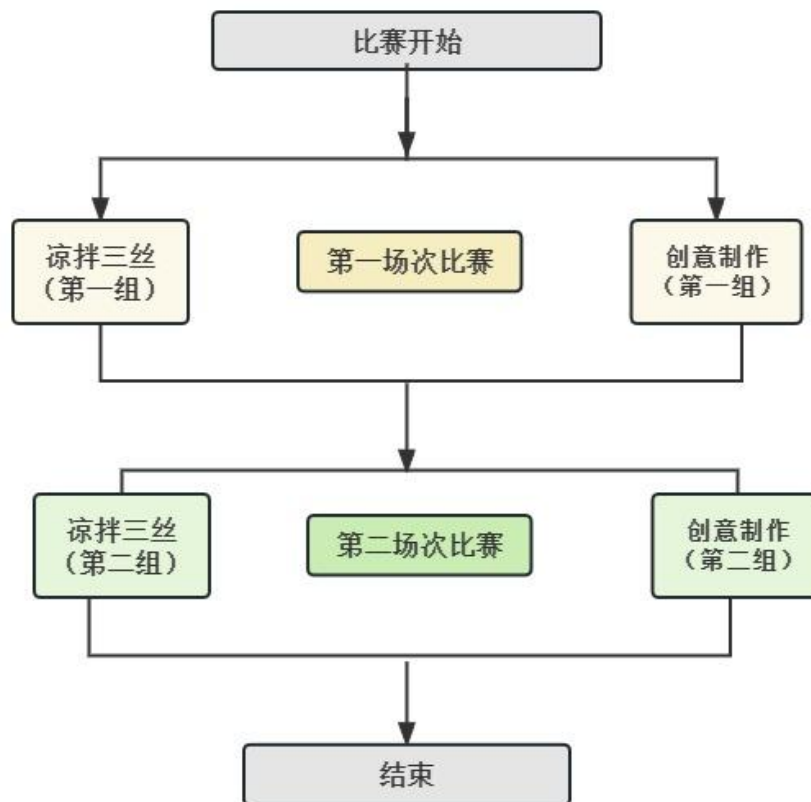 比赛开始
凉拌三丝
（第一组）
第一场次比赛
创意制作
（第一组）
凉拌三丝
（第二组）
第二场次比赛
创意制作
（第二组）
结束